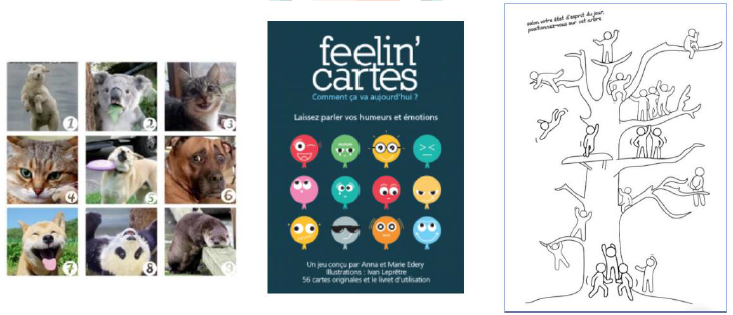 1
2
3
4
5
6
7
8
9
feelin'
cartes
Comment ça va aujourd'hui ?
Laissez parler vos humeurs et émotions
Un jeu conçu par Anna et Marie Edery
Illustrations : Ivan Leprêtre
56 cartes originales et le livret d'utilisation
selon, votre état d'esprit du jour,
positionnez-vous sur cet arbre